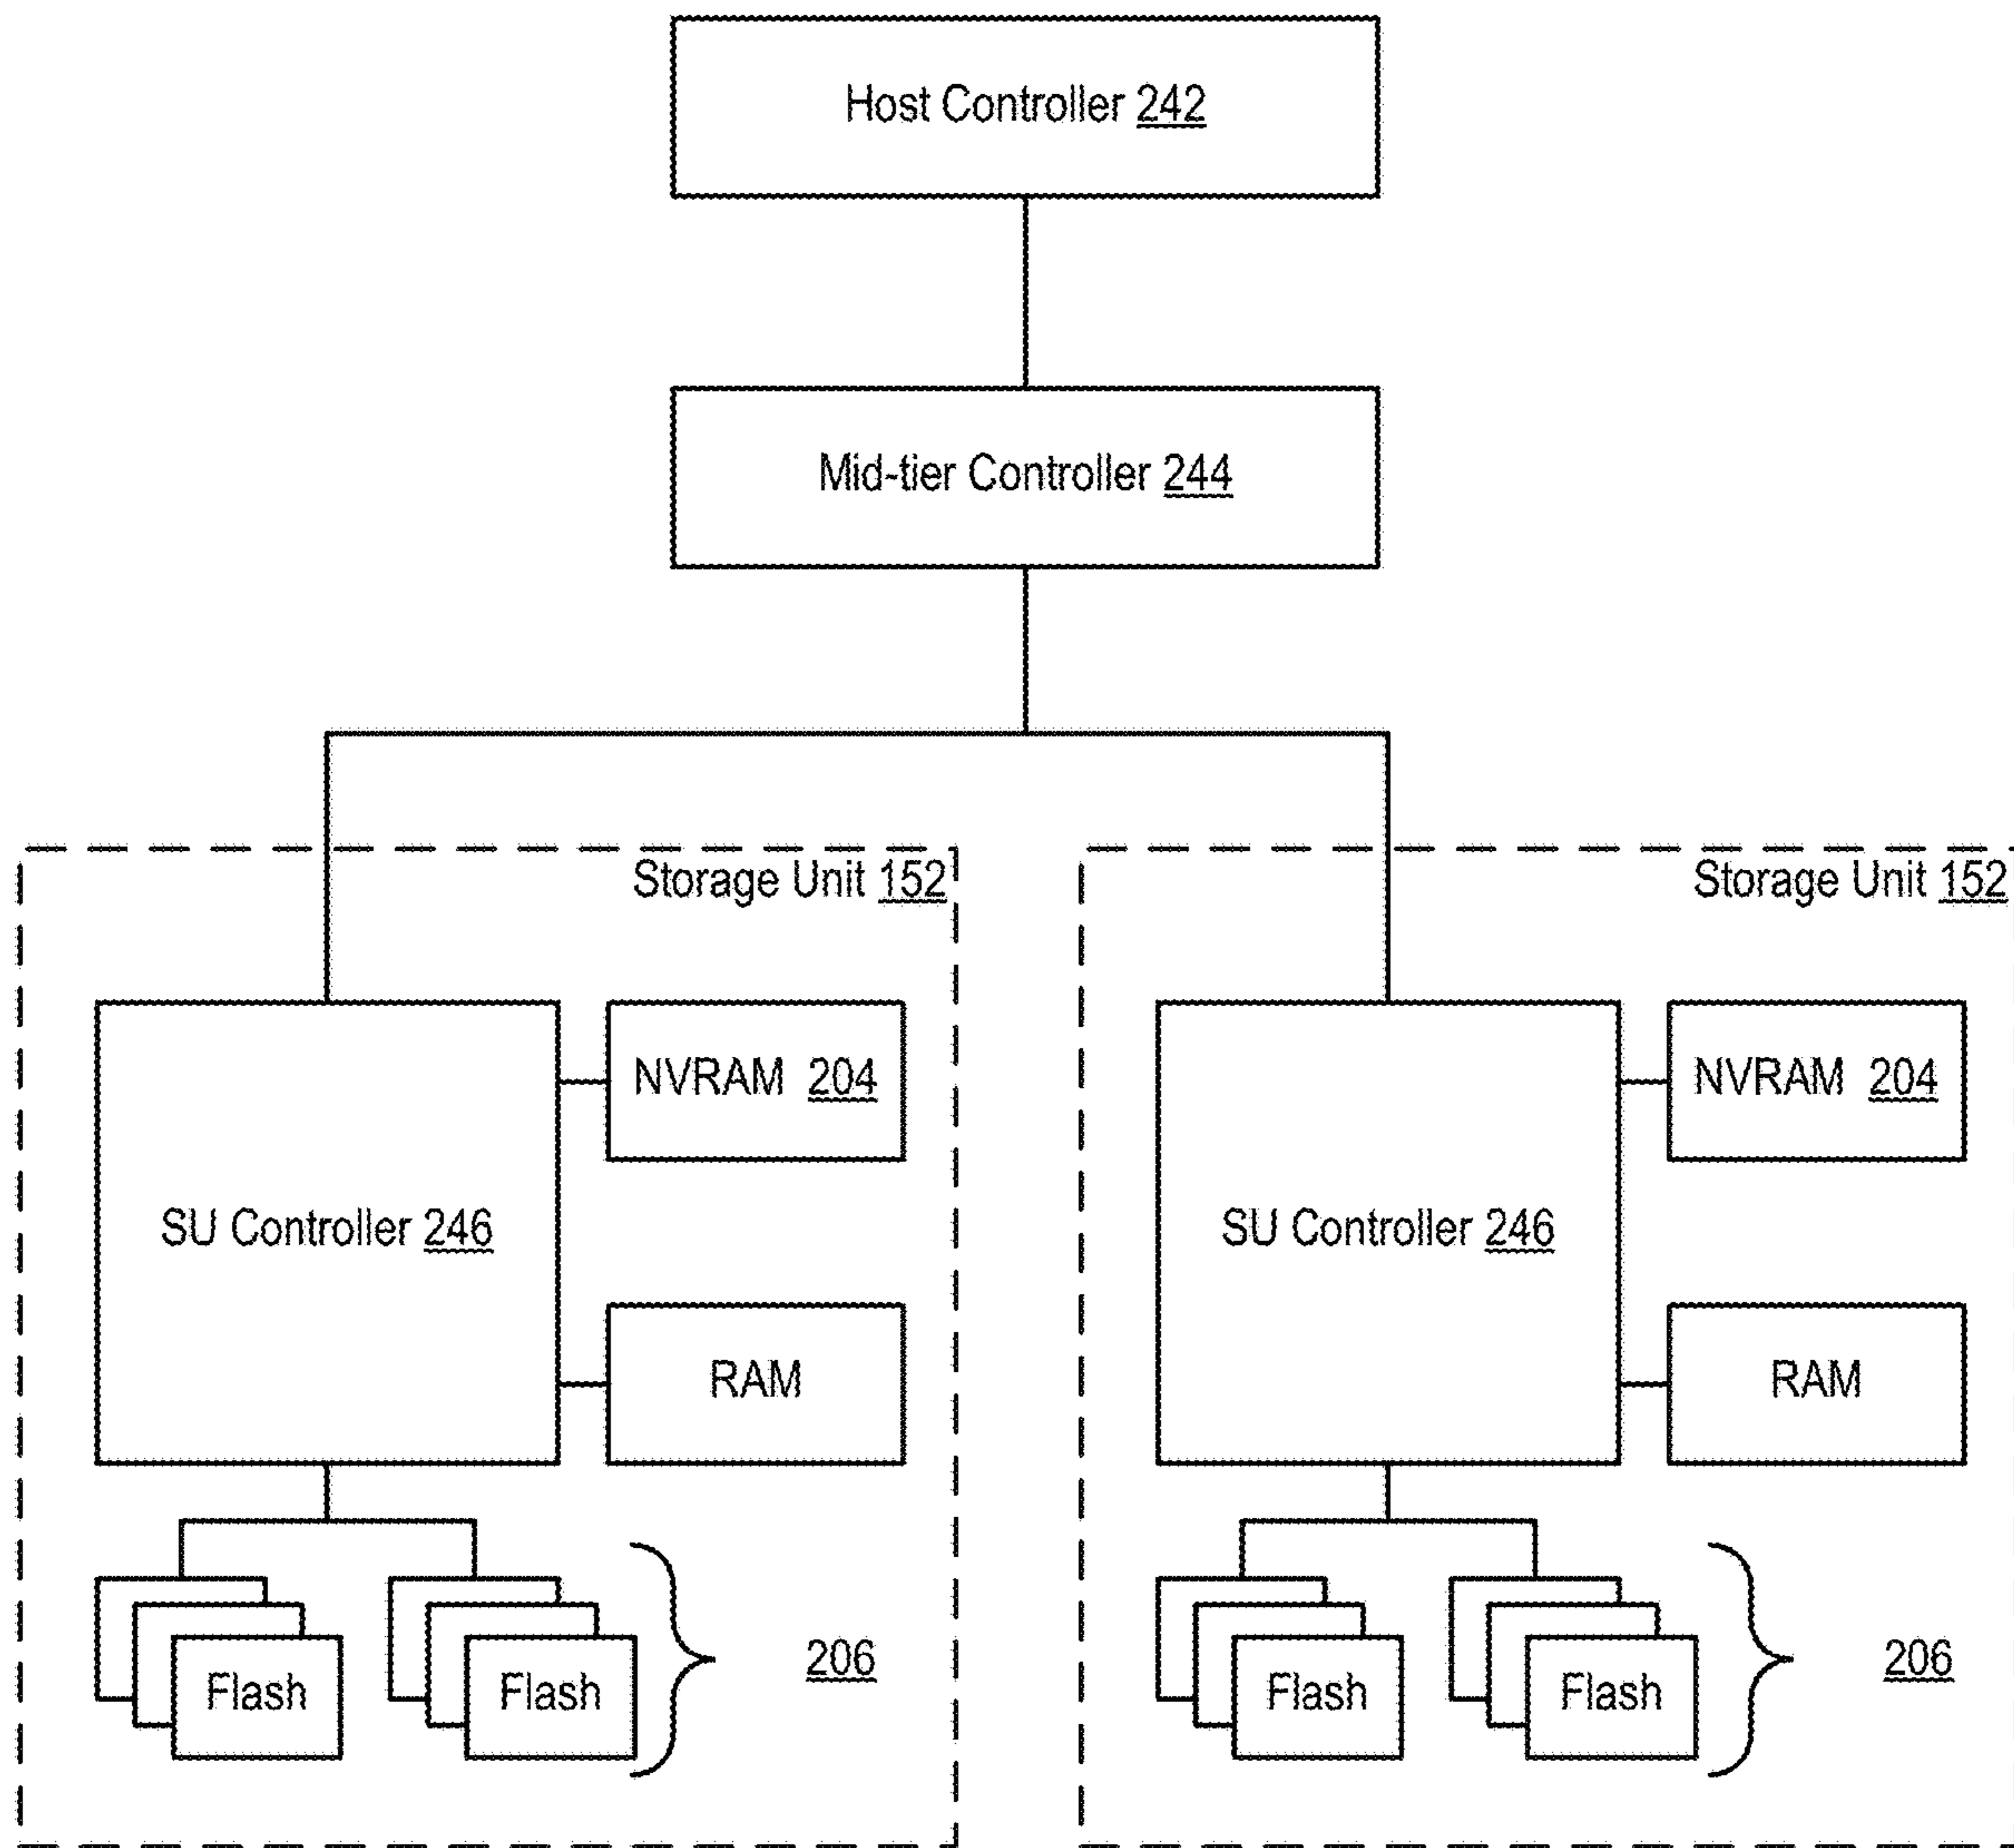 Host Controller 242
Mid-tier Controller 244
Storage Unit 152
SU Controller 246
NVRAM 204
RAM
Flash
Flash
206
Storage Unit 152
SU Controller 246
NVRAM 204
RAM
Flash
Flash
206